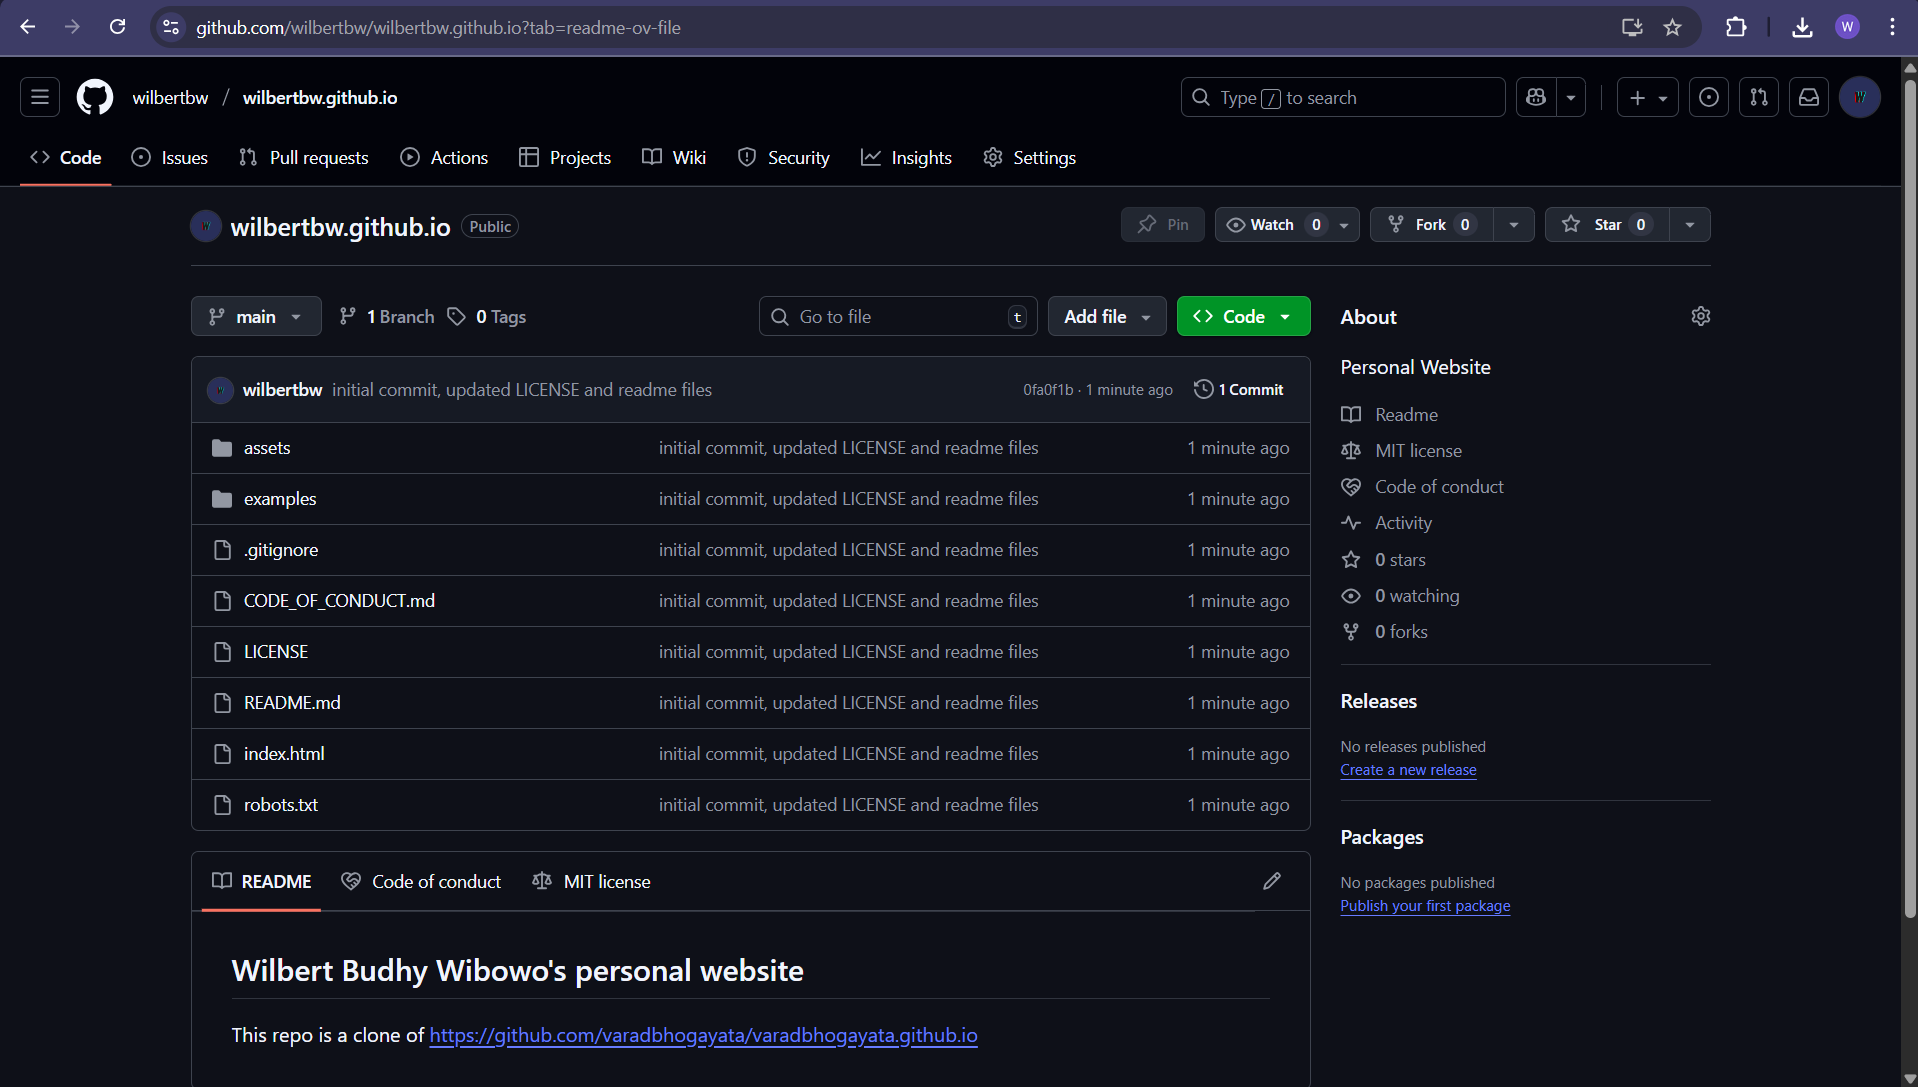 github.com/wilbertbw/wilbertbw.github.io?tab=readme-ov-file
W
wilbertbw / wilbertbw.github.io
Type / to search
Code Issues Pull requests Actions Projects Wiki Security Insights Settings
wilbertbw.github.io Public
Pin Watch 0 Fork 0 Star 0
main 1 Branch 0 Tags Go to file t Add file Code
wilbertbw initial commit, updated LICENSE and readme files 0fa0f1b · 1 minute ago 1 Commit
assets initial commit, updated LICENSE and readme files 1 minute ago
examples initial commit, updated LICENSE and readme files 1 minute ago
.gitignore initial commit, updated LICENSE and readme files 1 minute ago
CODE_OF_CONDUCT.md initial commit, updated LICENSE and readme files 1 minute ago
LICENSE initial commit, updated LICENSE and readme files 1 minute ago
README.md initial commit, updated LICENSE and readme files 1 minute ago
index.html initial commit, updated LICENSE and readme files 1 minute ago
robots.txt initial commit, updated LICENSE and readme files 1 minute ago
README Code of conduct MIT license
Wilbert Budhy Wibowo's personal website
This repo is a clone of https://github.com/varadbhogayata/varadbhogayata.github.io
About
Personal Website
Readme
MIT license
Code of conduct
Activity
0 stars
0 watching
0 forks
Releases
No releases published
Create a new release
Packages
No packages published
Publish your first package